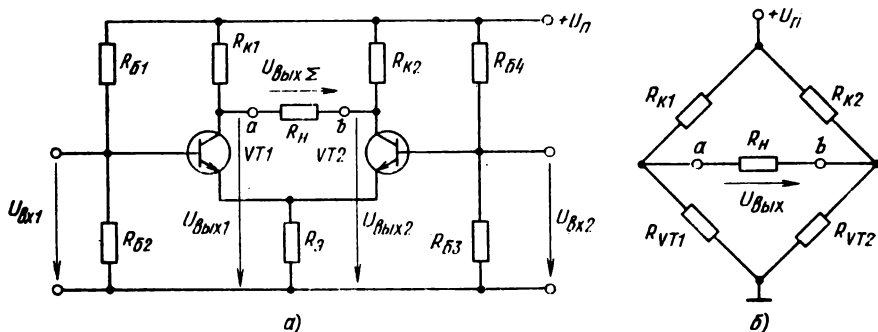 +Uп
Rб1
Rк1
Uвых Σ
Rк2
Rб4
a
Rн
b
VT1
VT2
Uвх1
Rб2
Uвых1
Rэ
Uвых2
Rб3
Uвх2
а)
+Uп
Rк1
Rк2
a
Rн
b
Uвых
RVT1
RVT2
б)